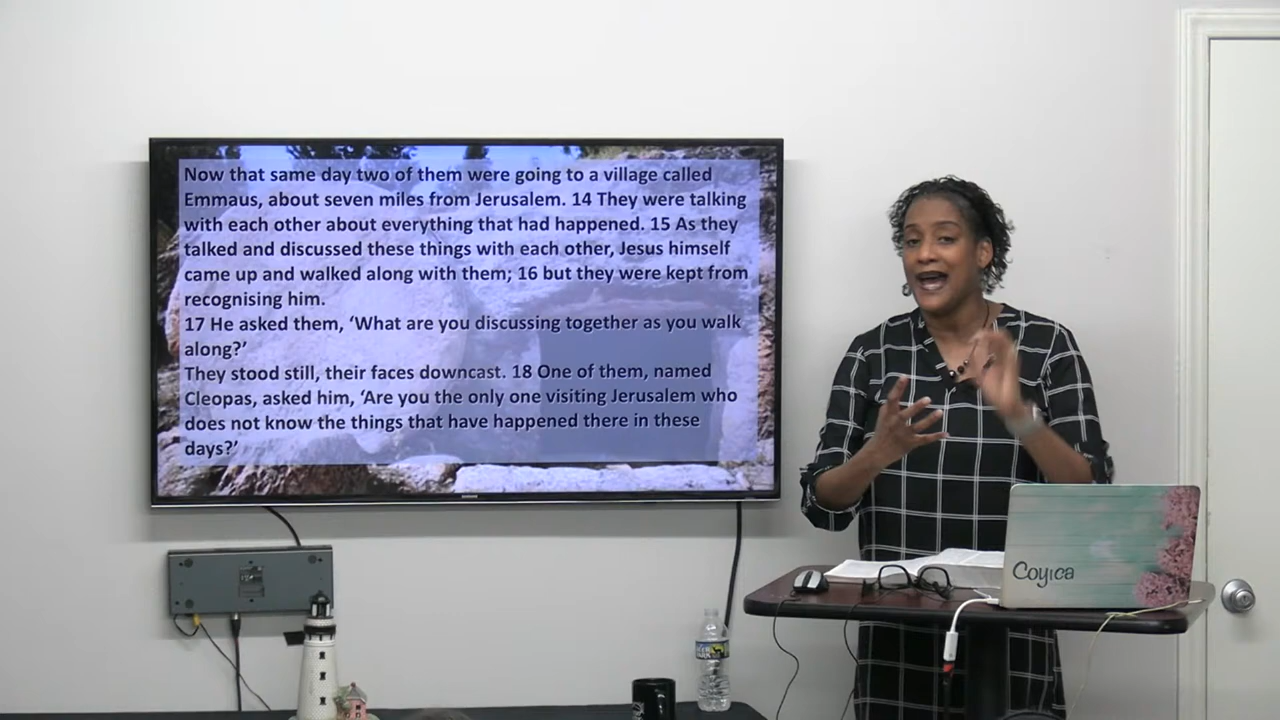 Now that same day two of them were going to a village called
Emmaus, about seven miles from Jerusalem. 14 They were talking
with each other about everything that had happened. 15 As they
talked and discussed these things with each other, Jesus himself
came up and walked along with them; 16 but they were kept from
recognising him.
17 He asked them, ‘What are you discussing together as you walk
along?’
They stood still, their faces downcast. 18 One of them, named
Cleopas, asked him, ‘Are you the only one visiting Jerusalem who
does not know the things that have happened there in these
days?’
Coyica